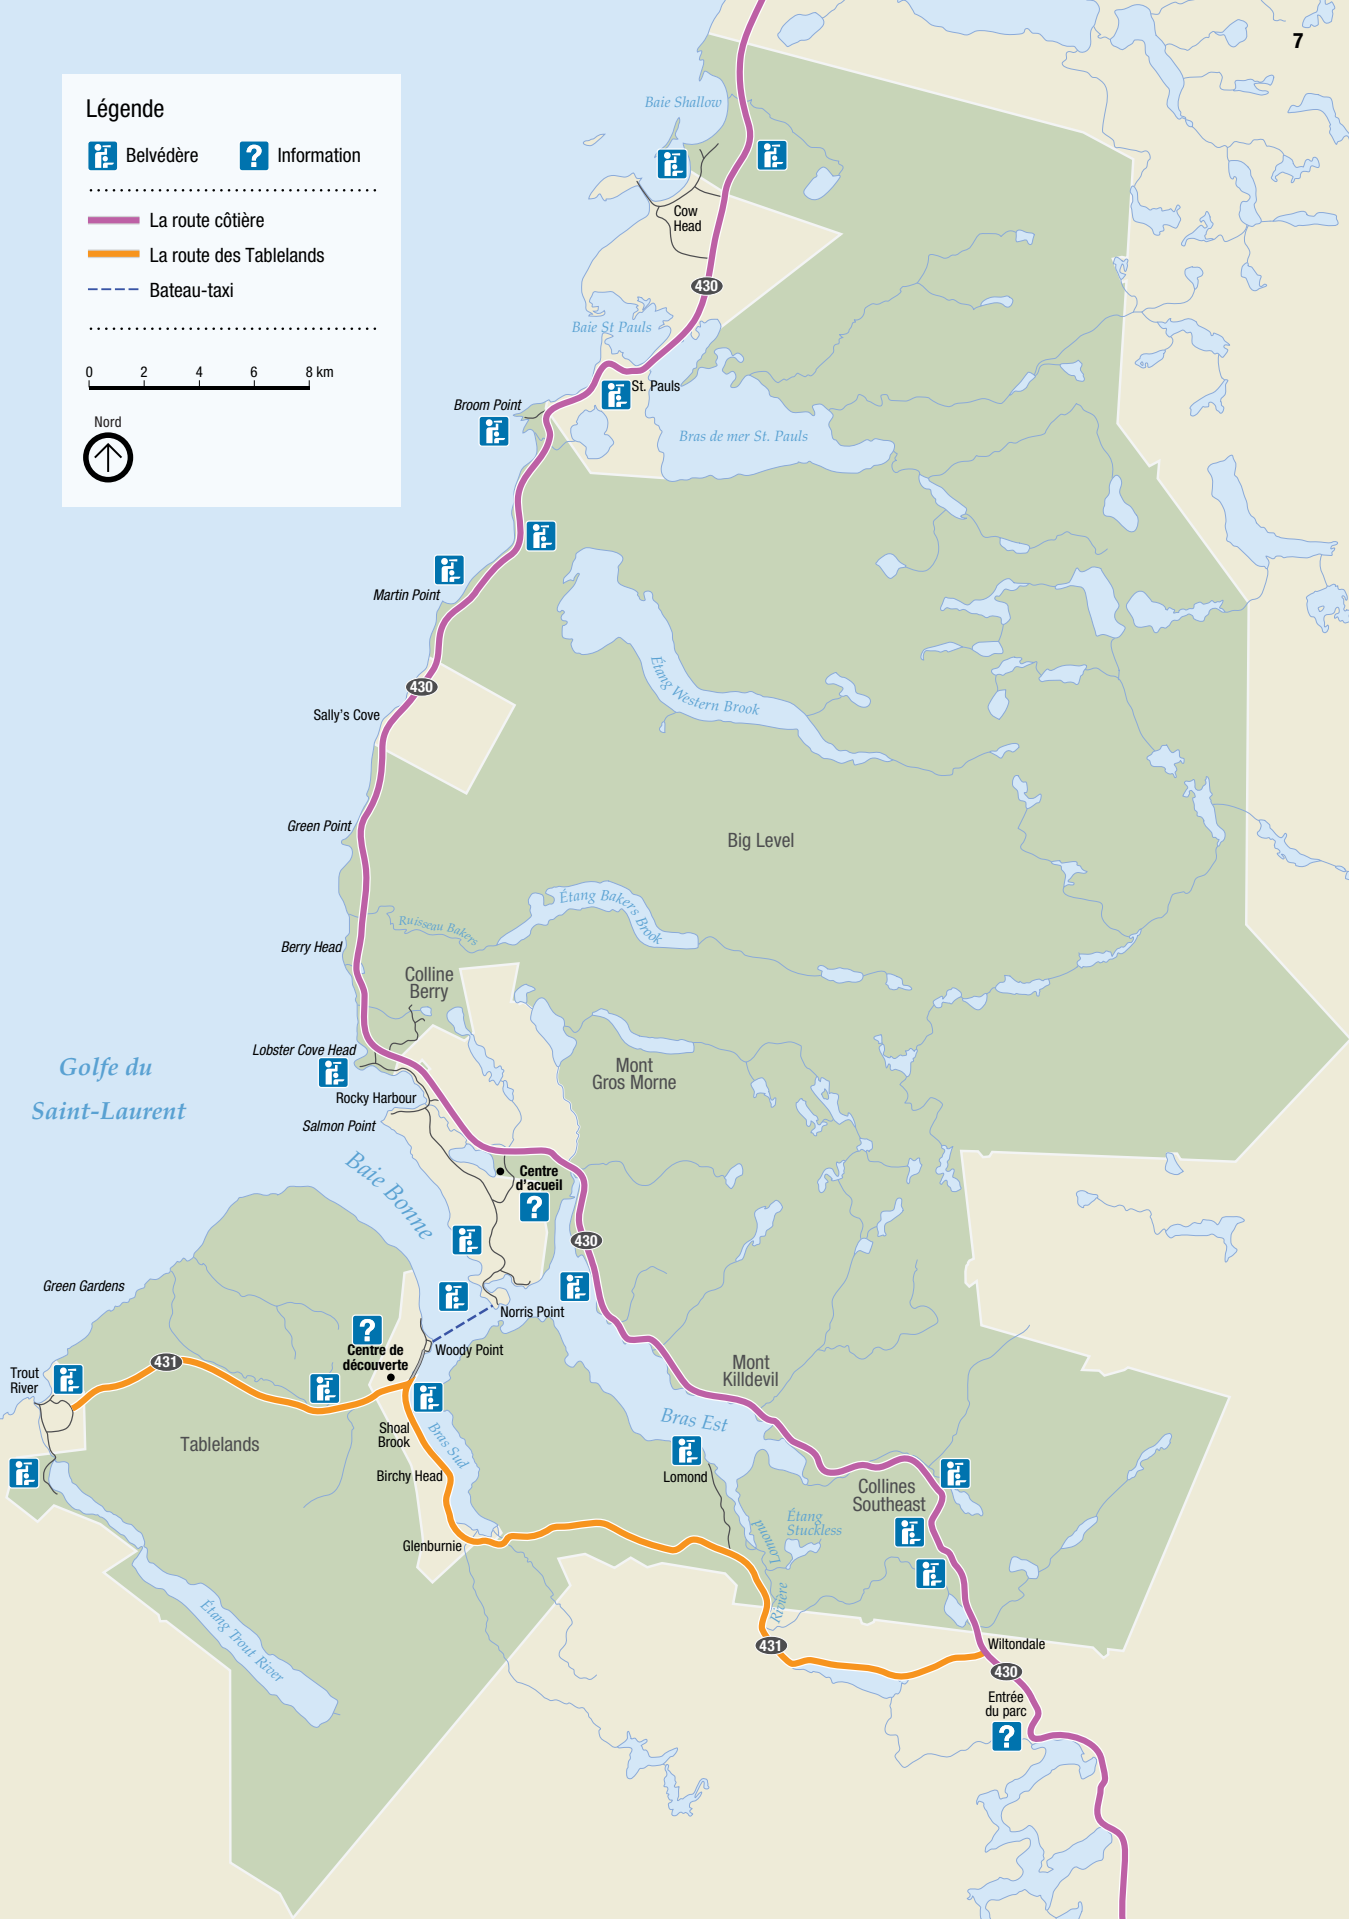 7
Légende
Belvédère
? Information
La route côtière
La route des Tablelands
Bateau-taxi
0 2 4 6 8 km
Nord
Baie Shallow
Cow
Head
430
Baie St Pauls
St. Pauls
Broom Point
Bras de mer St. Pauls
Martin Point
Étang Western Brook
430
Sally's Cove
Green Point
Big Level
Étang Bakers Brook
Ruisseau Bakers
Berry Head
Colline
Berry
Lobster Cove Head
Mont
Gros Morne
Golfe du
Saint-Laurent
Rocky Harbour
Salmon Point
Baie Bonne
Centre
d'acueil
?
430
Green Gardens
Norris Point
?
Centre de
découverte
Woody Point
431
Trout
River
Mont
Killdevil
Bras Est
Shoal
Brook
Bras Sud
Tablelands
Birchy Head
Lomond
Collines
Southeast
Étang
Stuckless
Glenburnie
Rivière Lomond
Étang Trout River
431
Wiltondale
430
Entrée
du parc
?